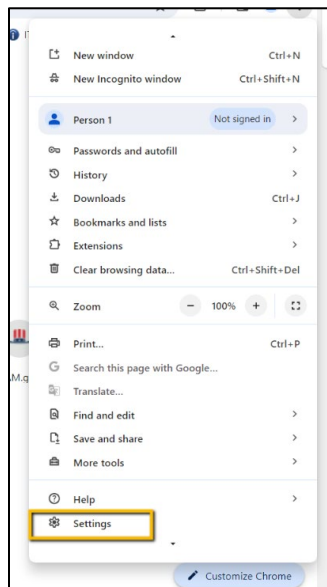 New window Ctrl+N
New Incognito window Ctrl+Shift+N
Person 1 Not signed in
Passwords and autofill
History
Downloads Ctrl+J
Bookmarks and lists
Extensions
Clear browsing data... Ctrl+Shift+Del
Zoom − 100% +
Print... Ctrl+P
Search this page with Google...
Translate...
Find and edit
Save and share
More tools
Help
Settings
Customize Chrome